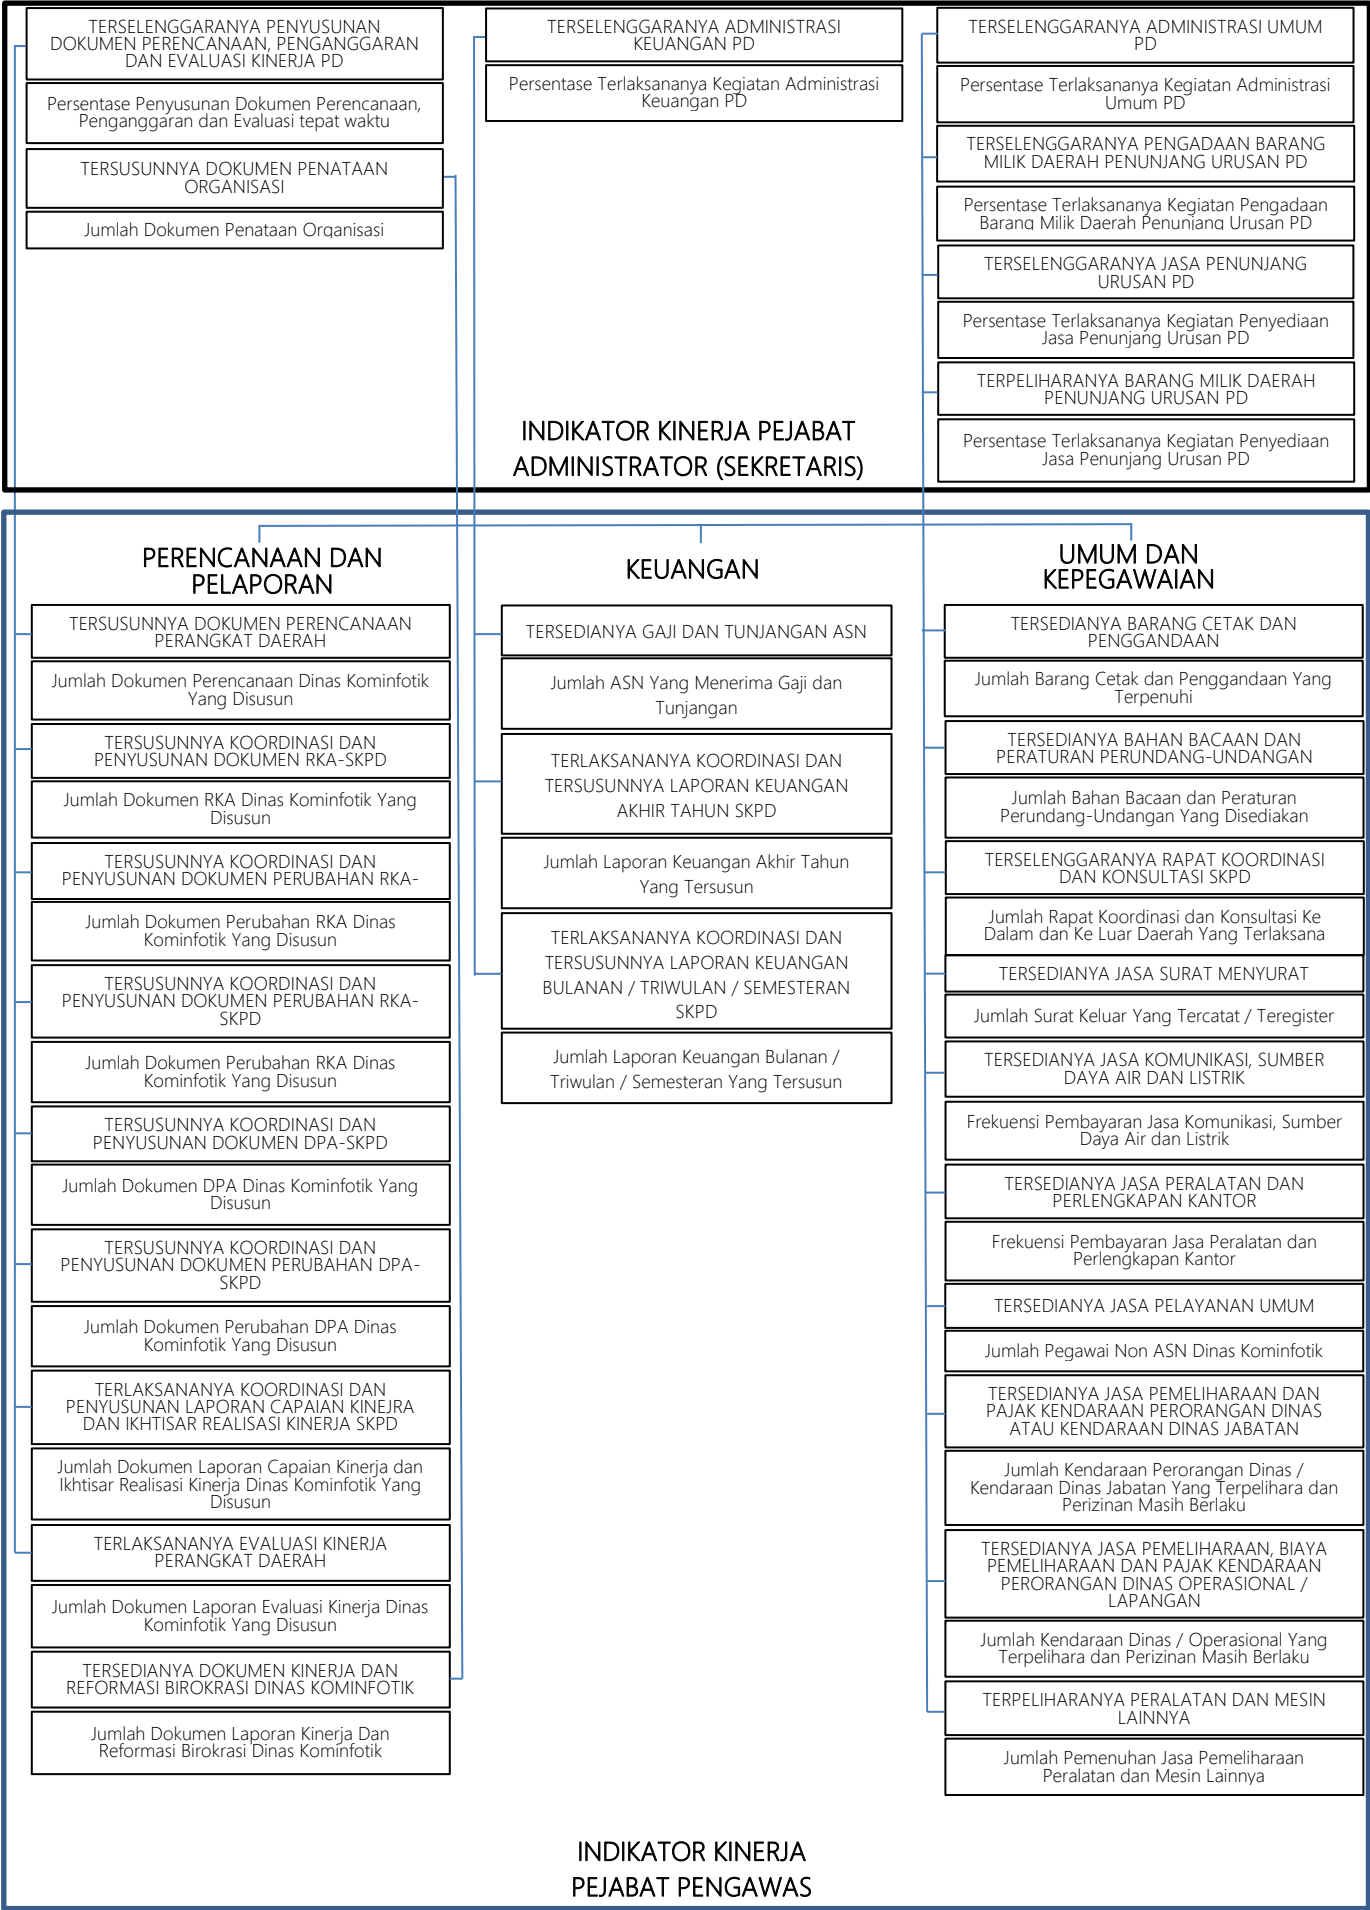 TERSELENGGARANYA PENYUSUNAN
DOKUMEN PERENCANAAN, PENGANGGARAN
DAN EVALUASI KINERJA PD
Persentase Penyusunan Dokumen Perencanaan,
Penganggaran dan Evaluasi tepat waktu
TERSUSUNNYA DOKUMEN PENATAAN
ORGANISASI
Jumlah Dokumen Penataan Organisasi
TERSELENGGARANYA ADMINISTRASI
KEUANGAN PD
Persentase Terlaksananya Kegiatan Administrasi
Keuangan PD
TERSELENGGARANYA ADMINISTRASI UMUM
PD
Persentase Terlaksananya Kegiatan Administrasi
Umum PD
TERSELENGGARANYA PENGADAAN BARANG
MILIK DAERAH PENUNJANG URUSAN PD
Persentase Terlaksananya Kegiatan Pengadaan
Barang Milik Daerah Penunjang Urusan PD
TERSELENGGARANYA JASA PENUNJANG
URUSAN PD
Persentase Terlaksananya Kegiatan Penyediaan
Jasa Penunjang Urusan PD
TERPELIHARANYA BARANG MILIK DAERAH
PENUNJANG URUSAN PD
Persentase Terlaksananya Kegiatan Penyediaan
Jasa Penunjang Urusan PD
INDIKATOR KINERJA PEJABAT
ADMINISTRATOR (SEKRETARIS)
PERENCANAAN DAN
PELAPORAN
TERSUSUNNYA DOKUMEN PERENCANAAN
PERANGKAT DAERAH
Jumlah Dokumen Perencanaan Dinas Kominfotik
Yang Disusun
TERSUSUNNYA KOORDINASI DAN
PENYUSUNAN DOKUMEN RKA-SKPD
Jumlah Dokumen RKA Dinas Kominfotik Yang
Disusun
TERSUSUNNYA KOORDINASI DAN
PENYUSUNAN DOKUMEN PERUBAHAN RKA-
Jumlah Dokumen Perubahan RKA Dinas
Kominfotik Yang Disusun
TERSUSUNNYA KOORDINASI DAN
PENYUSUNAN DOKUMEN PERUBAHAN RKA-
SKPD
Jumlah Dokumen Perubahan RKA Dinas
Kominfotik Yang Disusun
TERSUSUNNYA KOORDINASI DAN
PENYUSUNAN DOKUMEN DPA-SKPD
Jumlah Dokumen DPA Dinas Kominfotik Yang
Disusun
TERSUSUNNYA KOORDINASI DAN
PENYUSUNAN DOKUMEN PERUBAHAN DPA-
SKPD
Jumlah Dokumen Perubahan DPA Dinas
Kominfotik Yang Disusun
TERLAKSANANYA KOORDINASI DAN
PENYUSUNAN LAPORAN CAPAIAN KINEJRA
DAN IKHTISAR REALISASI KINERJA SKPD
Jumlah Dokumen Laporan Capaian Kinerja dan
Ikhtisar Realisasi Kinerja Dinas Kominfotik Yang
Disusun
TERLAKSANANYA EVALUASI KINERJA
PERANGKAT DAERAH
Jumlah Dokumen Laporan Evaluasi Kinerja Dinas
Kominfotik Yang Disusun
TERSEDIANYA DOKUMEN KINERJA DAN
REFORMASI BIROKRASI DINAS KOMINFOTIK
Jumlah Dokumen Laporan Kinerja Dan
Reformasi Birokrasi Dinas Kominfotik
KEUANGAN
TERSEDIANYA GAJI DAN TUNJANGAN ASN
Jumlah ASN Yang Menerima Gaji dan
Tunjangan
TERLAKSANANYA KOORDINASI DAN
TERSUSUNNYA LAPORAN KEUANGAN
AKHIR TAHUN SKPD
Jumlah Laporan Keuangan Akhir Tahun
Yang Tersusun
TERLAKSANANYA KOORDINASI DAN
TERSUSUNNYA LAPORAN KEUANGAN
BULANAN / TRIWULAN / SEMESTERAN
SKPD
Jumlah Laporan Keuangan Bulanan /
Triwulan / Semesteran Yang Tersusun
UMUM DAN
KEPEGAWAIAN
TERSEDIANYA BARANG CETAK DAN
PENGGANDAAN
Jumlah Barang Cetak dan Penggandaan Yang
Terpenuhi
TERSEDIANYA BAHAN BACAAN DAN
PERATURAN PERUNDANG-UNDANGAN
Jumlah Bahan Bacaan dan Peraturan
Perundang-Undangan Yang Disediakan
TERSELENGGARANYA RAPAT KOORDINASI
DAN KONSULTASI SKPD
Jumlah Rapat Koordinasi dan Konsultasi Ke
Dalam dan Ke Luar Daerah Yang Terlaksana
TERSEDIANYA JASA SURAT MENYURAT
Jumlah Surat Keluar Yang Tercatat / Teregister
TERSEDIANYA JASA KOMUNIKASI, SUMBER
DAYA AIR DAN LISTRIK
Frekuensi Pembayaran Jasa Komunikasi, Sumber
Daya Air dan Listrik
TERSEDIANYA JASA PERALATAN DAN
PERLENGKAPAN KANTOR
Frekuensi Pembayaran Jasa Peralatan dan
Perlengkapan Kantor
TERSEDIANYA JASA PELAYANAN UMUM
Jumlah Pegawai Non ASN Dinas Kominfotik
TERSEDIANYA JASA PEMELIHARAAN DAN
PAJAK KENDARAAN PERORANGAN DINAS
ATAU KENDARAAN DINAS JABATAN
Jumlah Kendaraan Perorangan Dinas /
Kendaraan Dinas Jabatan Yang Terpelihara dan
Perizinan Masih Berlaku
TERSEDIANYA JASA PEMELIHARAAN, BIAYA
PEMELIHARAAN DAN PAJAK KENDARAAN
PERORANGAN DINAS OPERASIONAL /
LAPANGAN
Jumlah Kendaraan Dinas / Operasional Yang
Terpelihara dan Perizinan Masih Berlaku
TERPELIHARANYA PERALATAN DAN MESIN
LAINNYA
Jumlah Pemenuhan Jasa Pemeliharaan
Peralatan dan Mesin Lainnya
INDIKATOR KINERJA
PEJABAT PENGAWAS